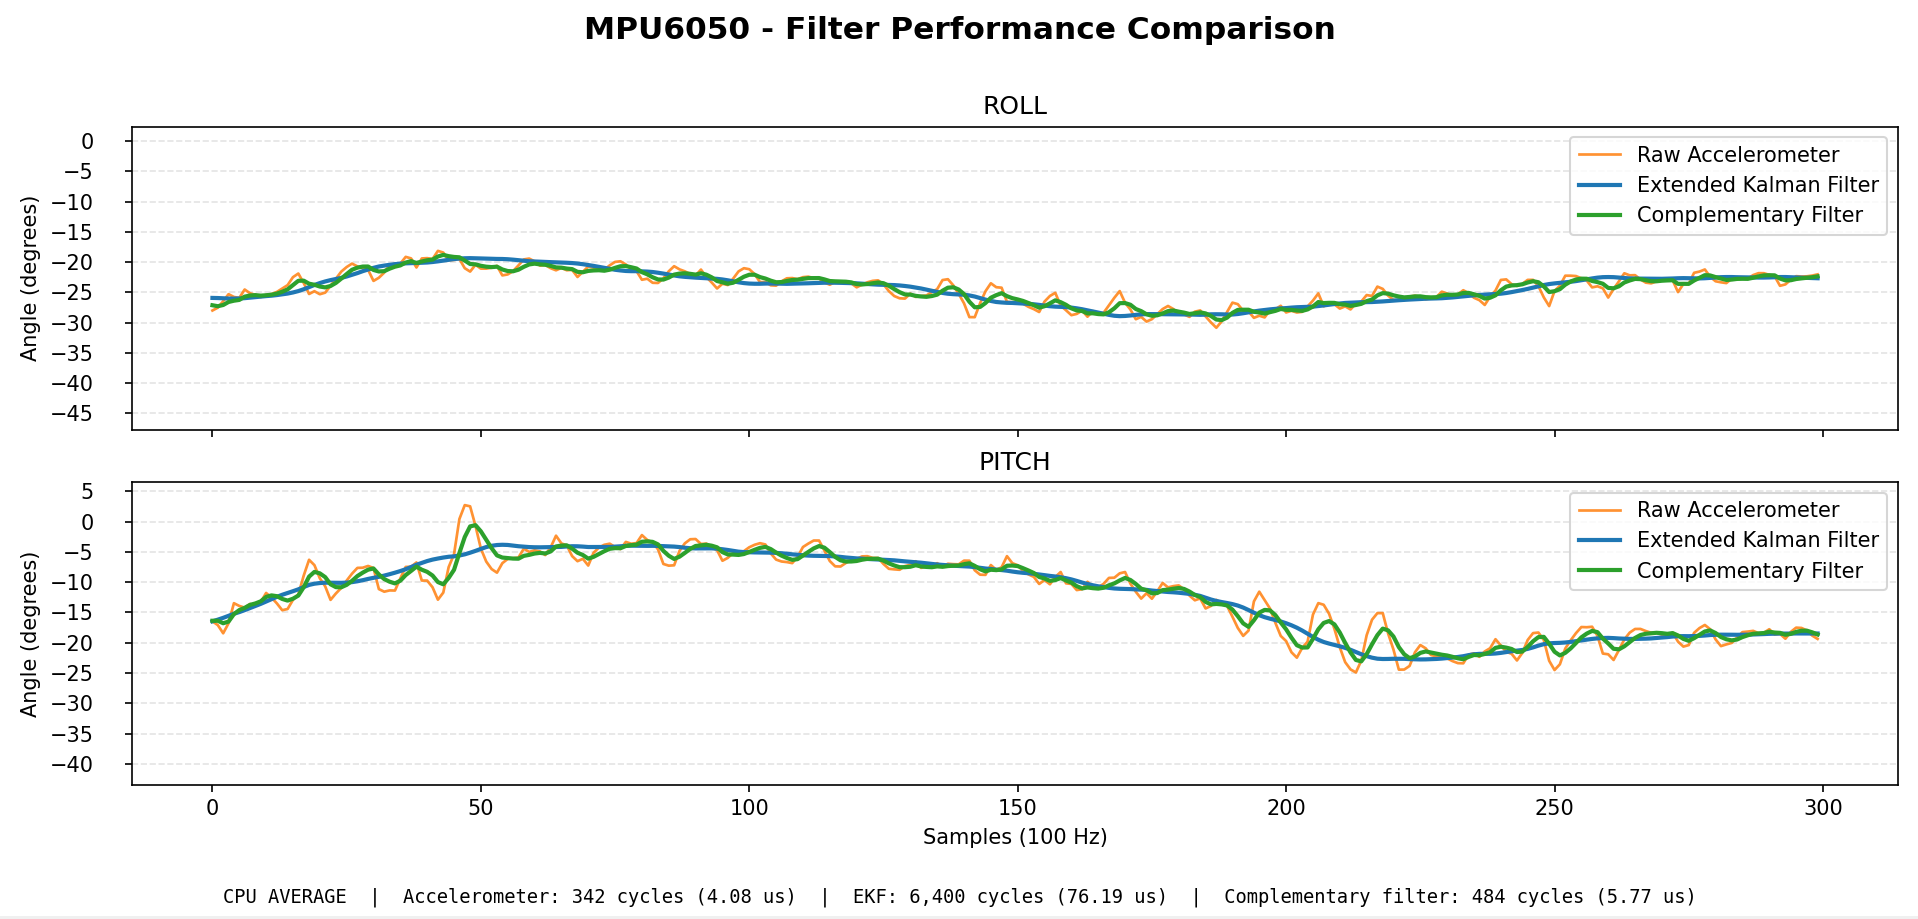 MPU6050 - Filter Performance Comparison
ROLL
Angle (degrees)
0
−5
−10
−15
−20
−25
−30
−35
−40
−45
Raw Accelerometer
Extended Kalman Filter
Complementary Filter
PITCH
Angle (degrees)
5
0
−5
−10
−15
−20
−25
−30
−35
−40
Raw Accelerometer
Extended Kalman Filter
Complementary Filter
0 50 100 150 200 250 300
Samples (100 Hz)
CPU AVERAGE | Accelerometer: 342 cycles (4.08 us) | EKF: 6,400 cycles (76.19 us) | Complementary filter: 484 cycles (5.77 us)